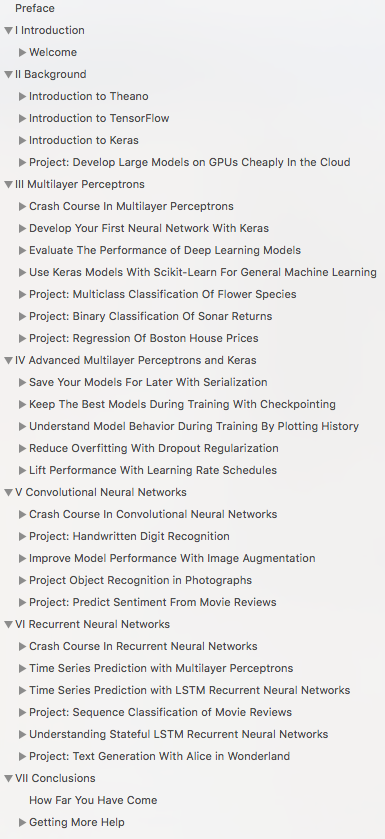 Preface
I Introduction
Welcome
II Background
Introduction to Theano
Introduction to TensorFlow
Introduction to Keras
Project: Develop Large Models on GPUs Cheaply In the Cloud
III Multilayer Perceptrons
Crash Course In Multilayer Perceptrons
Develop Your First Neural Network With Keras
Evaluate The Performance of Deep Learning Models
Use Keras Models With Scikit-Learn For General Machine Learning
Project: Multiclass Classification Of Flower Species
Project: Binary Classification Of Sonar Returns
Project: Regression Of Boston House Prices
IV Advanced Multilayer Perceptrons and Keras
Save Your Models For Later With Serialization
Keep The Best Models During Training With Checkpointing
Understand Model Behavior During Training By Plotting History
Reduce Overfitting With Dropout Regularization
Lift Performance With Learning Rate Schedules
V Convolutional Neural Networks
Crash Course In Convolutional Neural Networks
Project: Handwritten Digit Recognition
Improve Model Performance With Image Augmentation
Project Object Recognition in Photographs
Project: Predict Sentiment From Movie Reviews
VI Recurrent Neural Networks
Crash Course In Recurrent Neural Networks
Time Series Prediction with Multilayer Perceptrons
Time Series Prediction with LSTM Recurrent Neural Networks
Project: Sequence Classification of Movie Reviews
Understanding Stateful LSTM Recurrent Neural Networks
Project: Text Generation With Alice in Wonderland
VII Conclusions
How Far You Have Come
Getting More Help